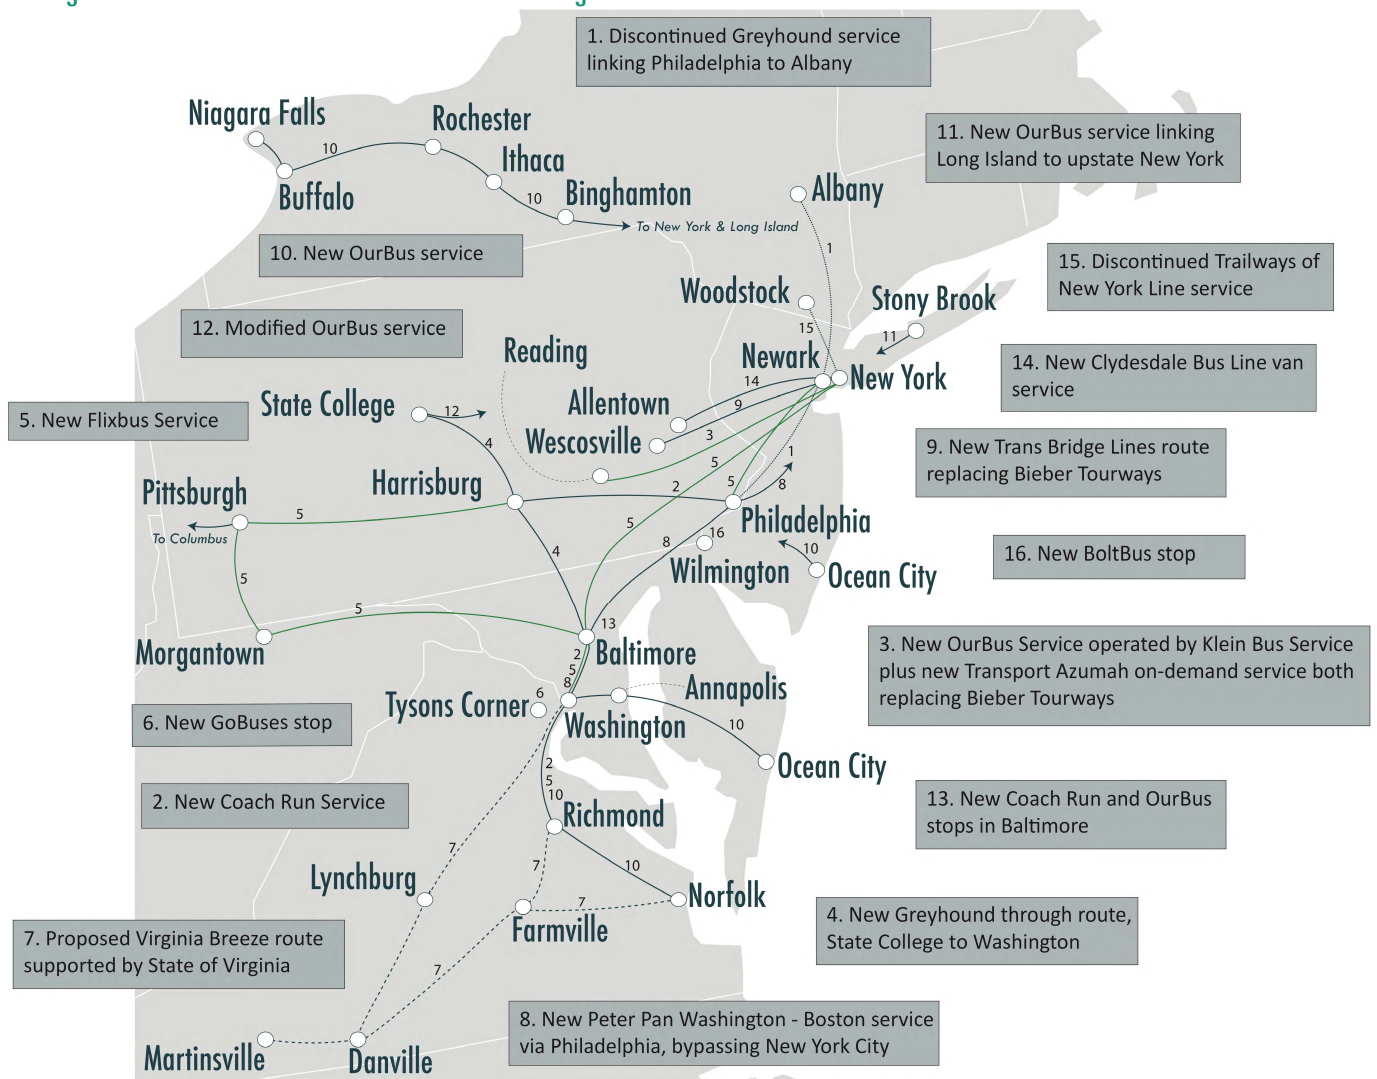 1. Discontinued Greyhound service
linking Philadelphia to Albany
Niagara Falls
Rochester
11. New OurBus service linking
Long Island to upstate New York
10
Ithaca
Buffalo
10
Binghamton
Albany
To New York & Long Island
10. New OurBus service
1
15. Discontinued Trailways of
New York Line service
Woodstock
Stony Brook
12. Modified OurBus service
15
11
Reading
Newark
New York
14. New Clydesdale Bus Line van
service
14
State College
12
Allentown
9
5. New Flixbus Service
4
Wescosville
3
9. New Trans Bridge Lines route
replacing Bieber Tourways
1
5
Harrisburg
2
5
8
Pittsburgh
5
5
Philadelphia
To Columbus
16
8
4
10
16. New BoltBus stop
Wilmington
Ocean City
5
5
13
Morgantown
2
Baltimore
3. New OurBus Service operated by Klein Bus Service
plus new Transport Azumah on-demand service both
replacing Bieber Tourways
5
8
6
Annapolis
Tysons Corner
6. New GoBuses stop
Washington
10
2
5
10
Ocean City
2. New Coach Run Service
13. New Coach Run and OurBus
stops in Baltimore
Richmond
7
7
10
Lynchburg
Norfolk
7
4. New Greyhound through route,
State College to Washington
Farmville
7. Proposed Virginia Breeze route
supported by State of Virginia
7
8. New Peter Pan Washington - Boston service
via Philadelphia, bypassing New York City
Martinsville
Danville